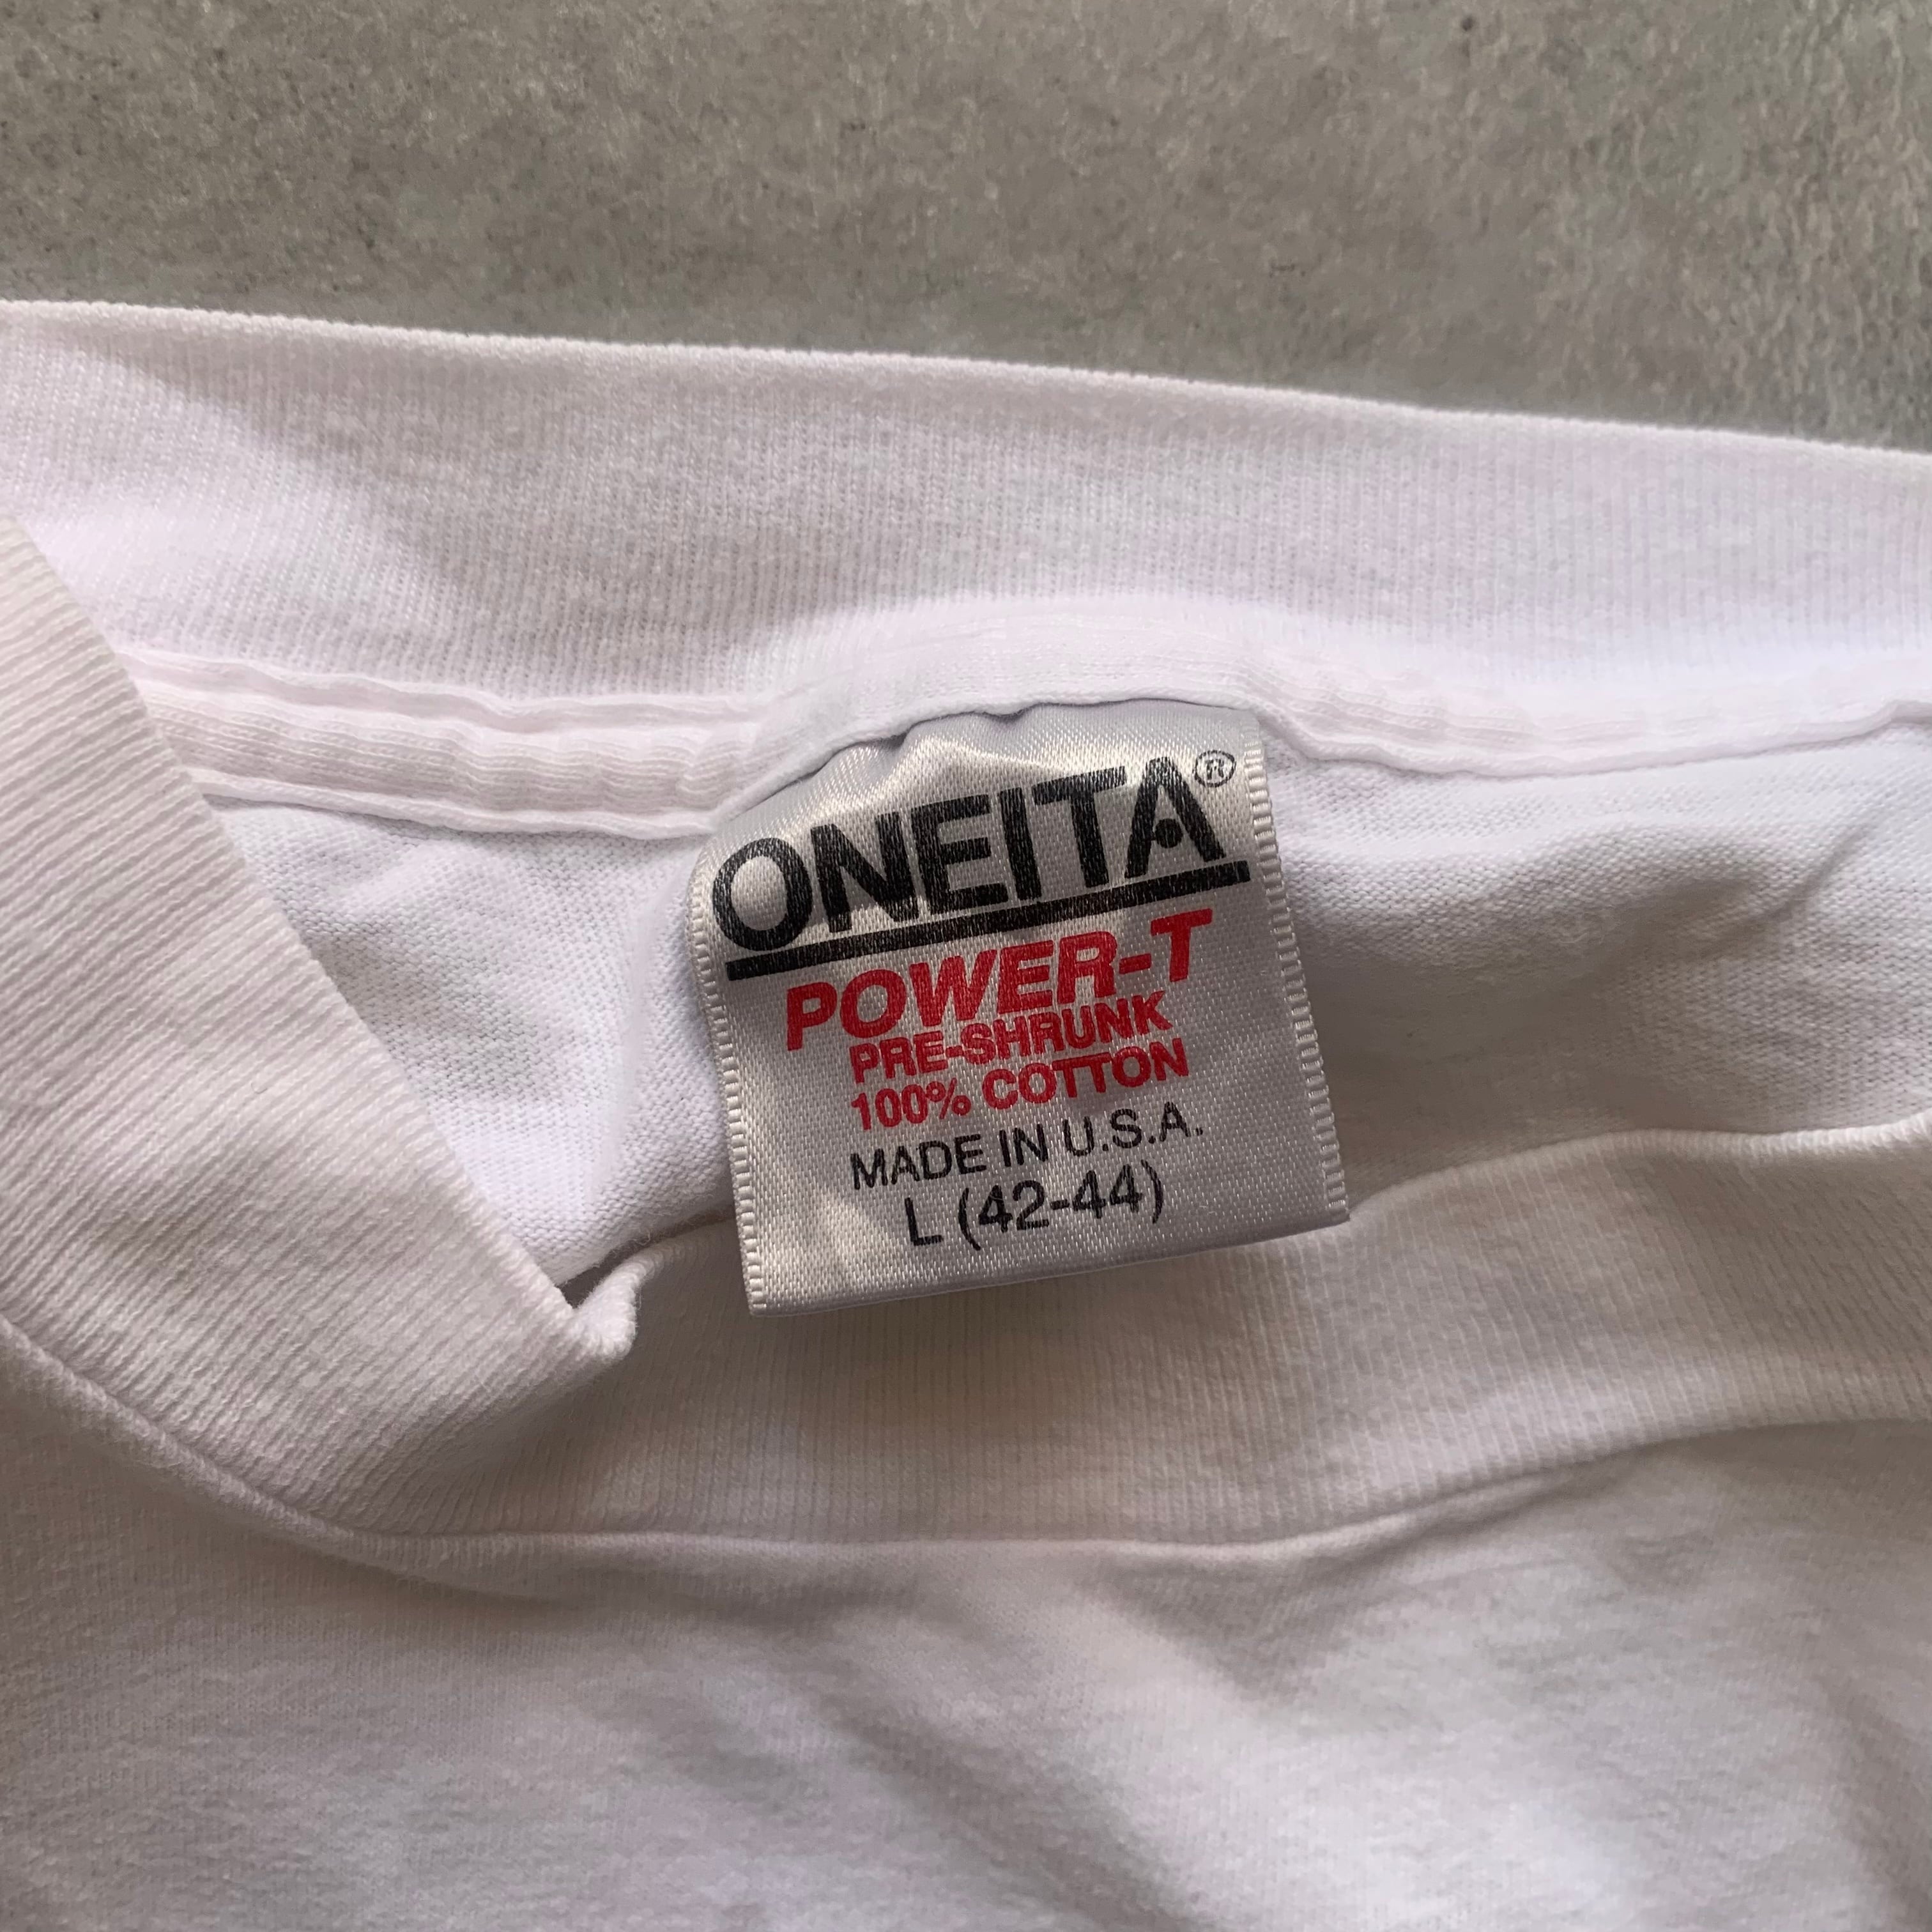 ONEITA®
POWER-T
PRE-SHRUNK
100% COTTON
MADE IN U.S.A.
L (42-44)